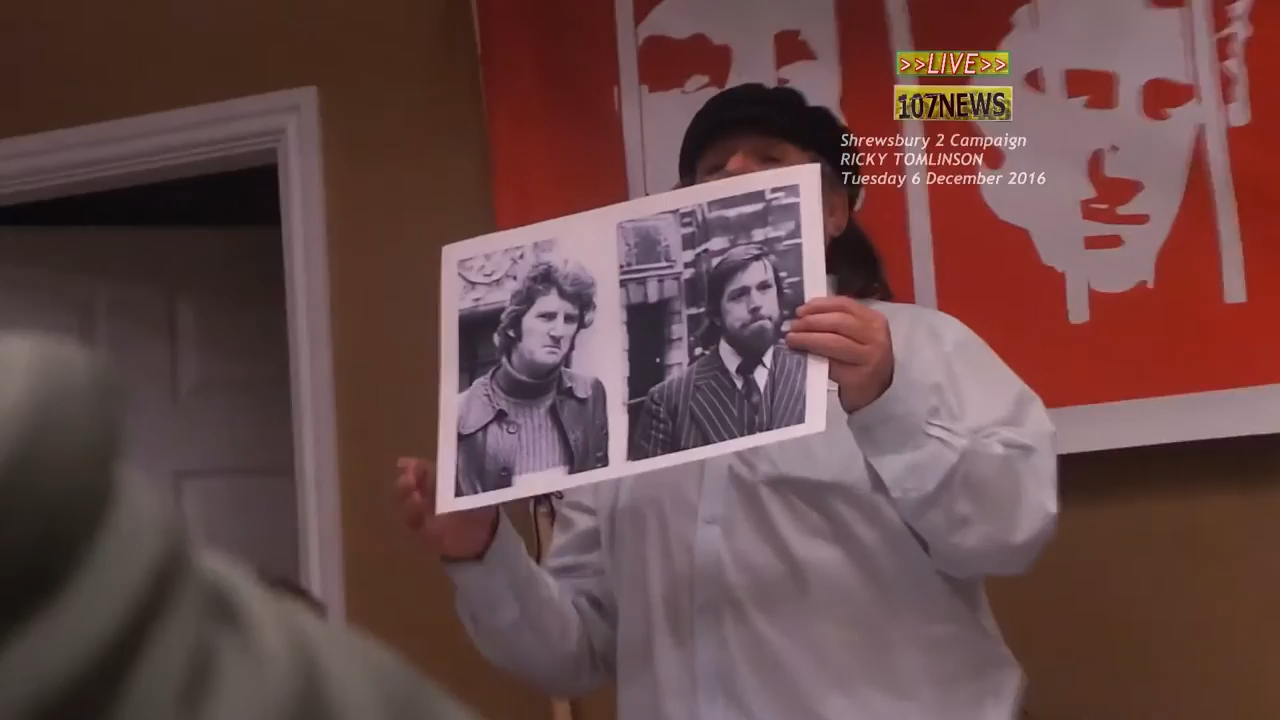 >>LIVE>>
107NEWS
Shrewsbury 2 Campaign
RICKY TOMLINSON
Tuesday 6 December 2016